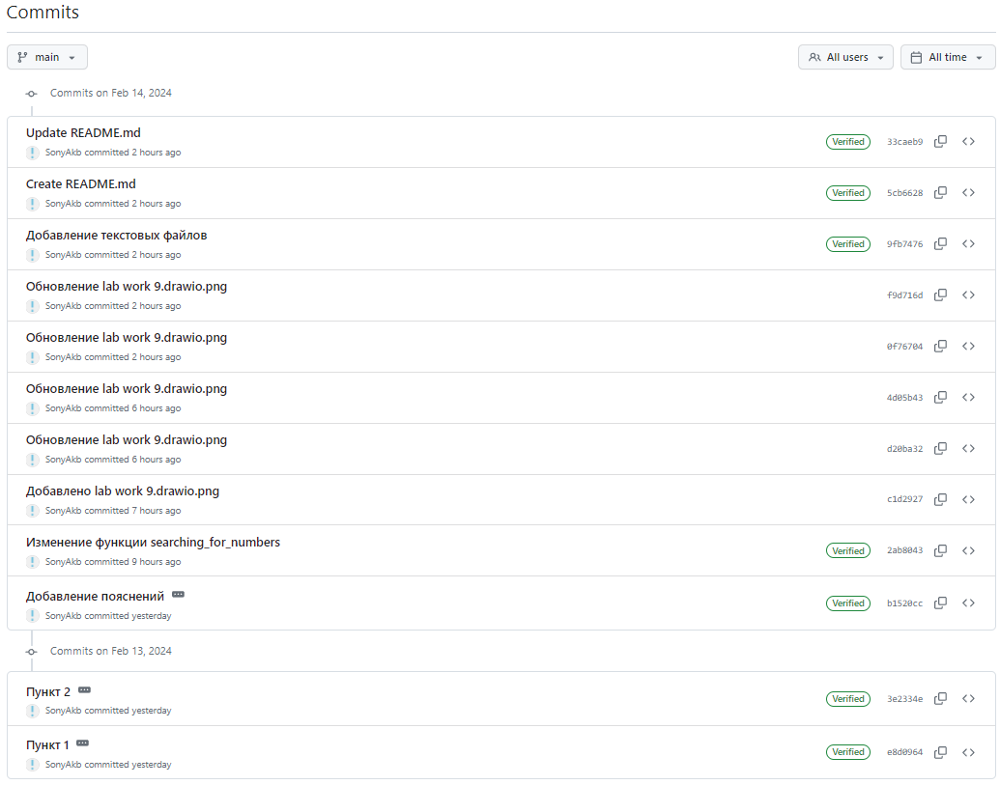 Commits
main
All users
All time
Commits on Feb 14, 2024
Update README.md
SonyAkb committed 2 hours ago
Verified
33caeb9
Create README.md
SonyAkb committed 2 hours ago
Verified
5cb6628
Добавление текстовых файлов
SonyAkb committed 2 hours ago
Verified
9fb7476
Обновление lab work 9.drawio.png
SonyAkb committed 2 hours ago
f9d716d
Обновление lab work 9.drawio.png
SonyAkb committed 2 hours ago
0f76704
Обновление lab work 9.drawio.png
SonyAkb committed 6 hours ago
4d05b43
Обновление lab work 9.drawio.png
SonyAkb committed 6 hours ago
d20ba32
Добавлено lab work 9.drawio.png
SonyAkb committed 7 hours ago
c1d2927
Изменение функции searching_for_numbers
SonyAkb committed 9 hours ago
Verified
2ab8043
Добавление пояснений
SonyAkb committed yesterday
Verified
b1520cc
Commits on Feb 13, 2024
Пункт 2
SonyAkb committed yesterday
Verified
3e2334e
Пункт 1
SonyAkb committed yesterday
Verified
e8d0964